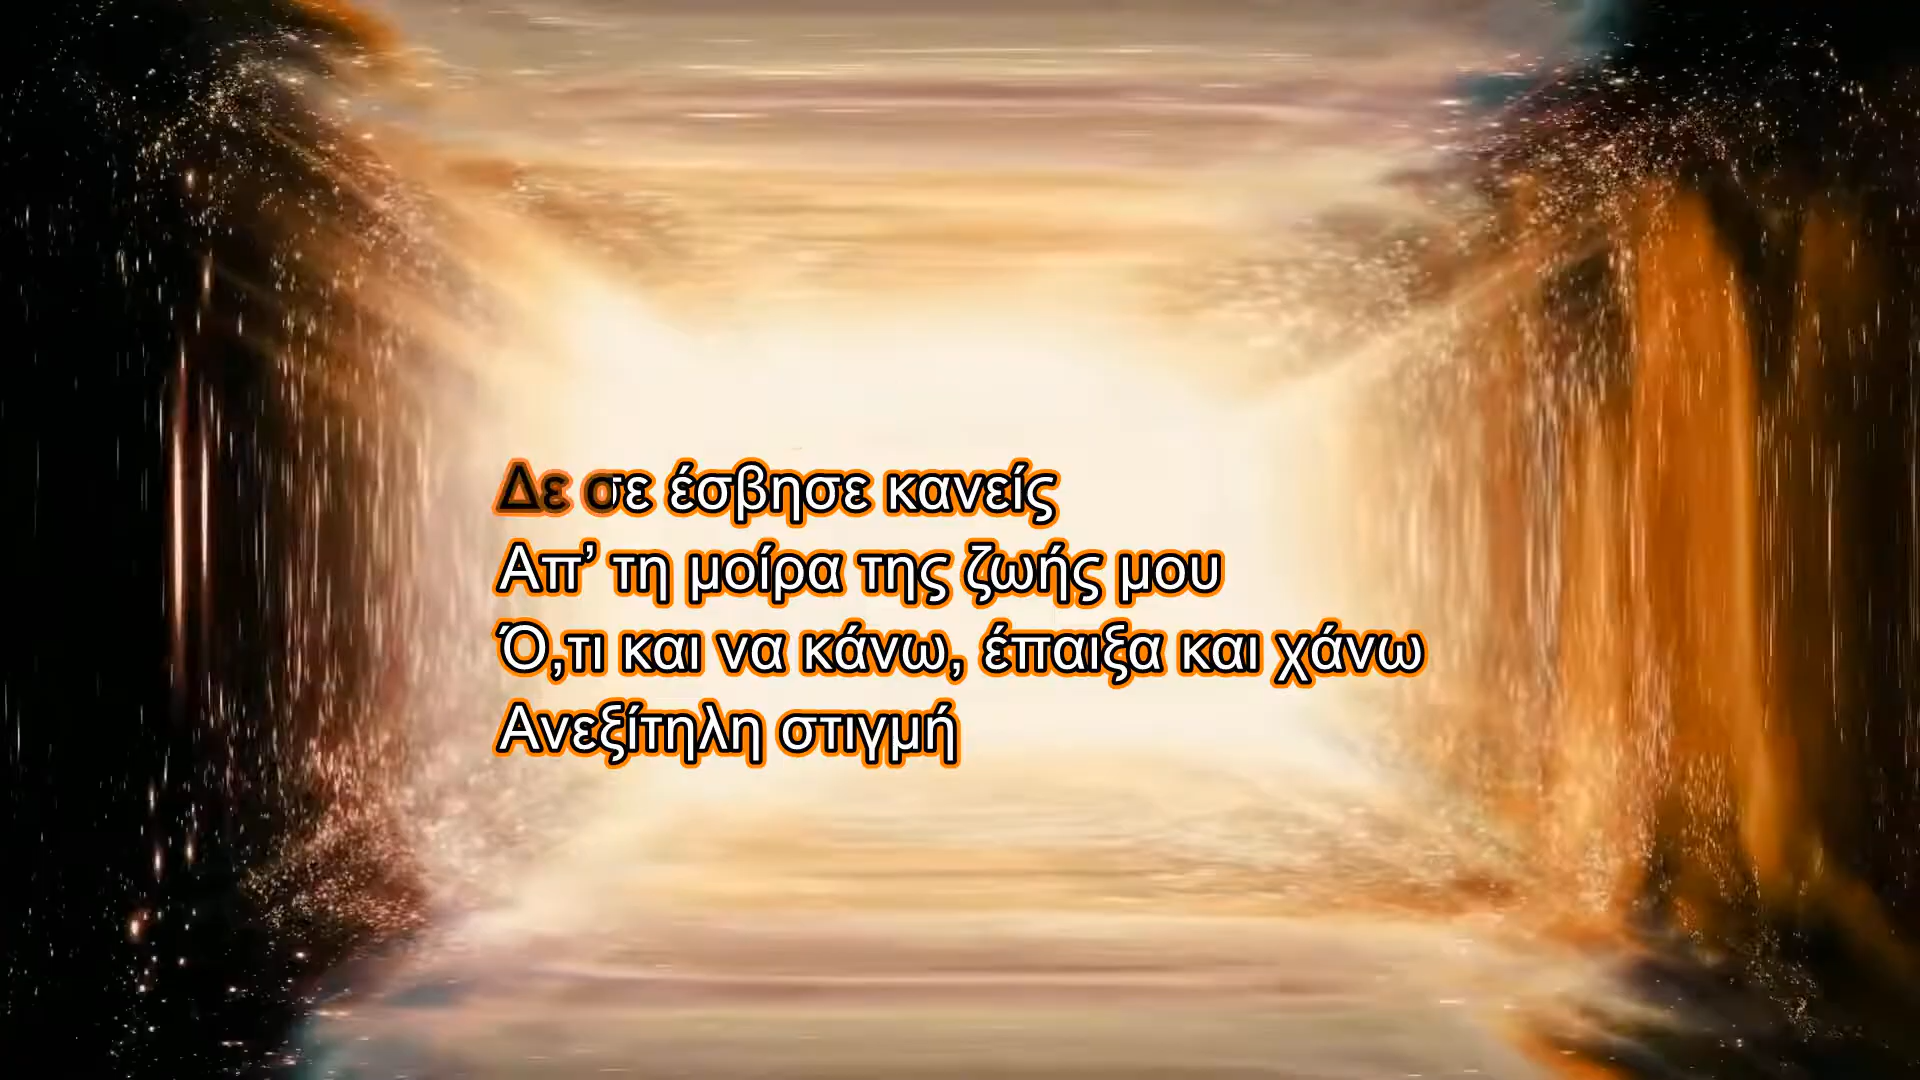 Δε σε έσβησε κανείς
Απ’ τη μοίρα της ζωής μου
Ό,τι και να κάνω, έπαιξα και χάνω
Ανεξίτηλη στιγμή